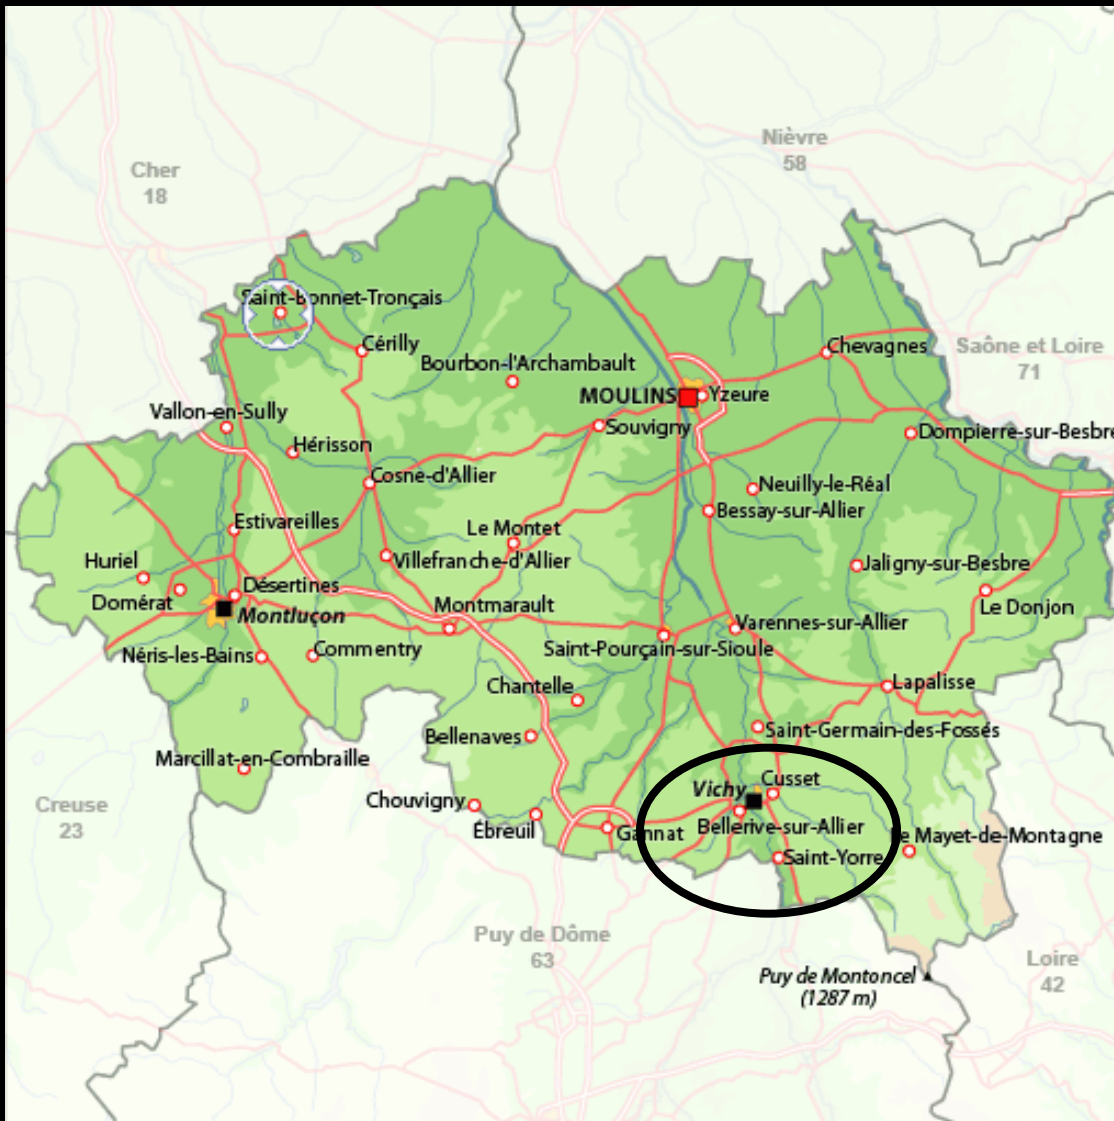 Nièvre
58
Cher
18
Saint-Bonnet-Tronçais
Cérilly
Chevagnes
Saône et Loire
71
Bourbon-l'Archambault
MOULINS
Yzeure
Vallon-en-Sully
Souvigny
Dompierre-sur-Besbre
Hérisson
Cosne-d'Allier
Neuilly-le-Réal
Bessay-sur-Allier
Estivareilles
Le Montet
Villefranche-d'Allier
Huriel
Jaligny-sur-Besbre
Désertines
Domérat
Montluçon
Montmarault
Le Donjon
Varennes-sur-Allier
Néris-les-Bains
Commentry
Saint-Pourçain-sur-Sioule
Chantelle
Lapalisse
Bellenaves
Saint-Germain-des-Fossés
Marcillat-en-Combraille
Cusset
Vichy
Chouvigny
Creuse
23
Ébreuil
Gannat
Bellerive-sur-Allier
Le Mayet-de-Montagne
Saint-Yorre
Puy de Dôme
63
Loire
42
Puy de Montoncel
(1287 m)